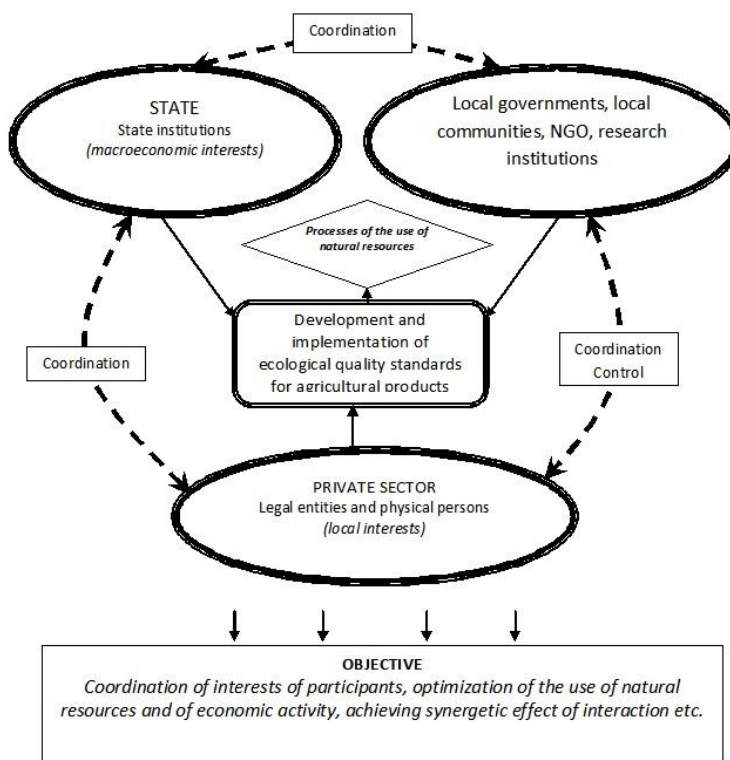 Coordination
STATE
State institutions
(macroeconomic interests)
Local governments, local
communities, NGO, research
institutions
Processes of the use of
natural resources
Development and
implementation of
ecological quality standards
for agricultural products
Coordination
Coordination
Control
PRIVATE SECTOR
Legal entities and physical persons
(local interests)
OBJECTIVE
Coordination of interests of participants, optimization of the use of natural
resources and of economic activity, achieving synergetic effect of interaction etc.